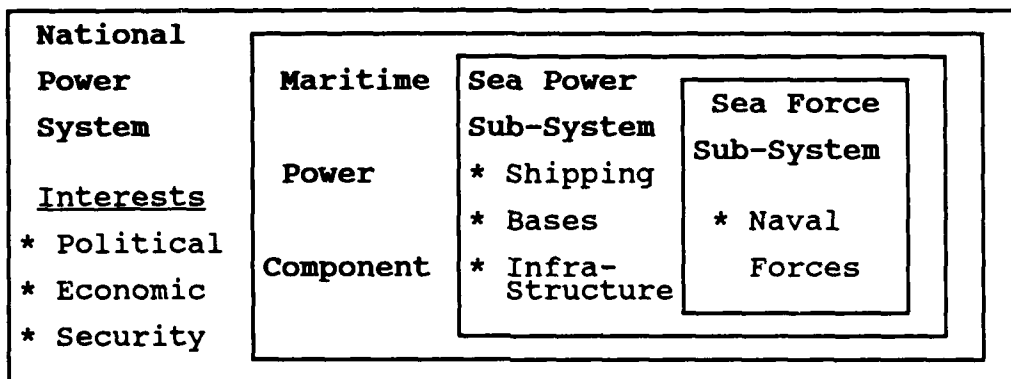 National
Power
System
Interests
* Political
* Economic
* Security
Maritime
Power
Component
Sea Power
Sub-System
* Shipping
* Bases
* Infra-
Structure
Sea Force
Sub-System
* Naval
Forces